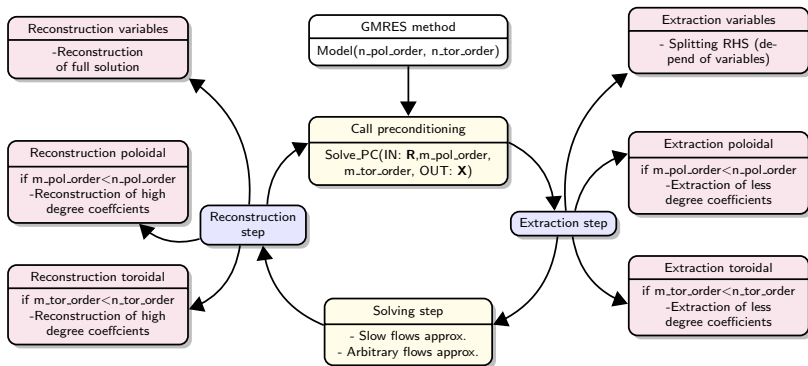 Reconstruction variables
-Reconstruction
of full solution
GMRES method
Model(n_pol_order, n_tor_order)
Extraction variables
- Splitting RHS (de-
pend of variables)
Reconstruction poloidal
if m_pol_order<n_pol_order
-Reconstruction of high
degree coefficients
Call preconditioning
Solve_PC(IN: R,m_pol_order,
m_tor_order, OUT: X)
Extraction poloidal
if m_pol_order<n_pol_order
-Extraction of less
degree coefficients
Reconstruction
step
Extraction step
Reconstruction toroidal
if m_tor_order<n_tor_order
-Reconstruction of high
degree coeffcients
Solving step
- Slow flows approx.
- Arbitrary flows approx.
Extraction toroidal
if m_tor_order<n_tor_order
-Extraction of less
degree coefficients